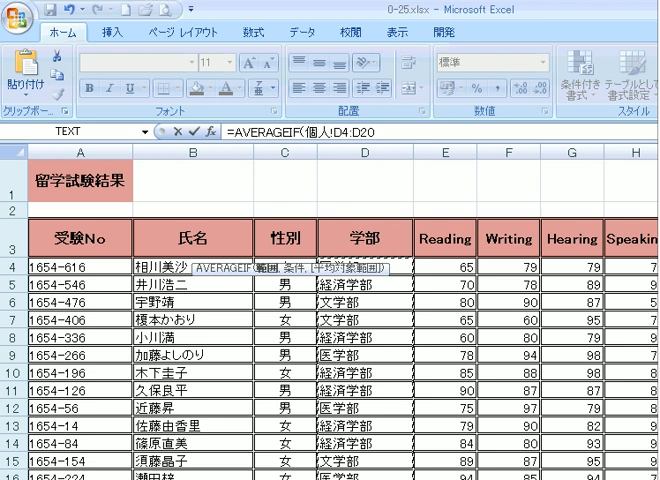 0-25.xlsx - Microsoft Excel
ホーム 挿入 ページ レイアウト 数式 データ 校閲 表示 開発
貼り付け
11
B I U
標準
条件付き
書式
テーブルとし
書式設定
クリップボー... フォント 配置 数値 スタイル
TEXT fx =AVERAGEIF(個人!D4:D20
A B C D E F G H
1 留学試験結果
2
3 受験No 氏名 性別 学部 Reading Writing Hearing Speakin
4 1654-616 相川美沙 65 79 79 7
AVERAGEIF(範囲, 条件, [平均対象範囲])
5 1654-546 井川浩二 男 経済学部 70 78 89 9
6 1654-476 宇野靖 男 文学部 80 90 87 5
7 1654-406 榎本かおり 女 文学部 65 60 95 7
8 1654-336 小川満 男 経済学部 60 80 79 9
9 1654-266 加藤よしのり 男 医学部 78 94 98 7
10 1654-196 木下圭子 女 経済学部 85 88 98 8
11 1654-126 久保良平 男 経済学部 90 87 87 8
12 1654-56 近藤昇 男 医学部 75 97 79 8
13 1654-14 佐藤由香里 女 経済学部 79 90 82 9
14 1654-84 篠原直美 女 経済学部 84 80 93 9
15 1654-154 須藤晶子 女 文学部 89 87 95 9
16 1654-224 瀬田梓 女 医学部 94 85 98